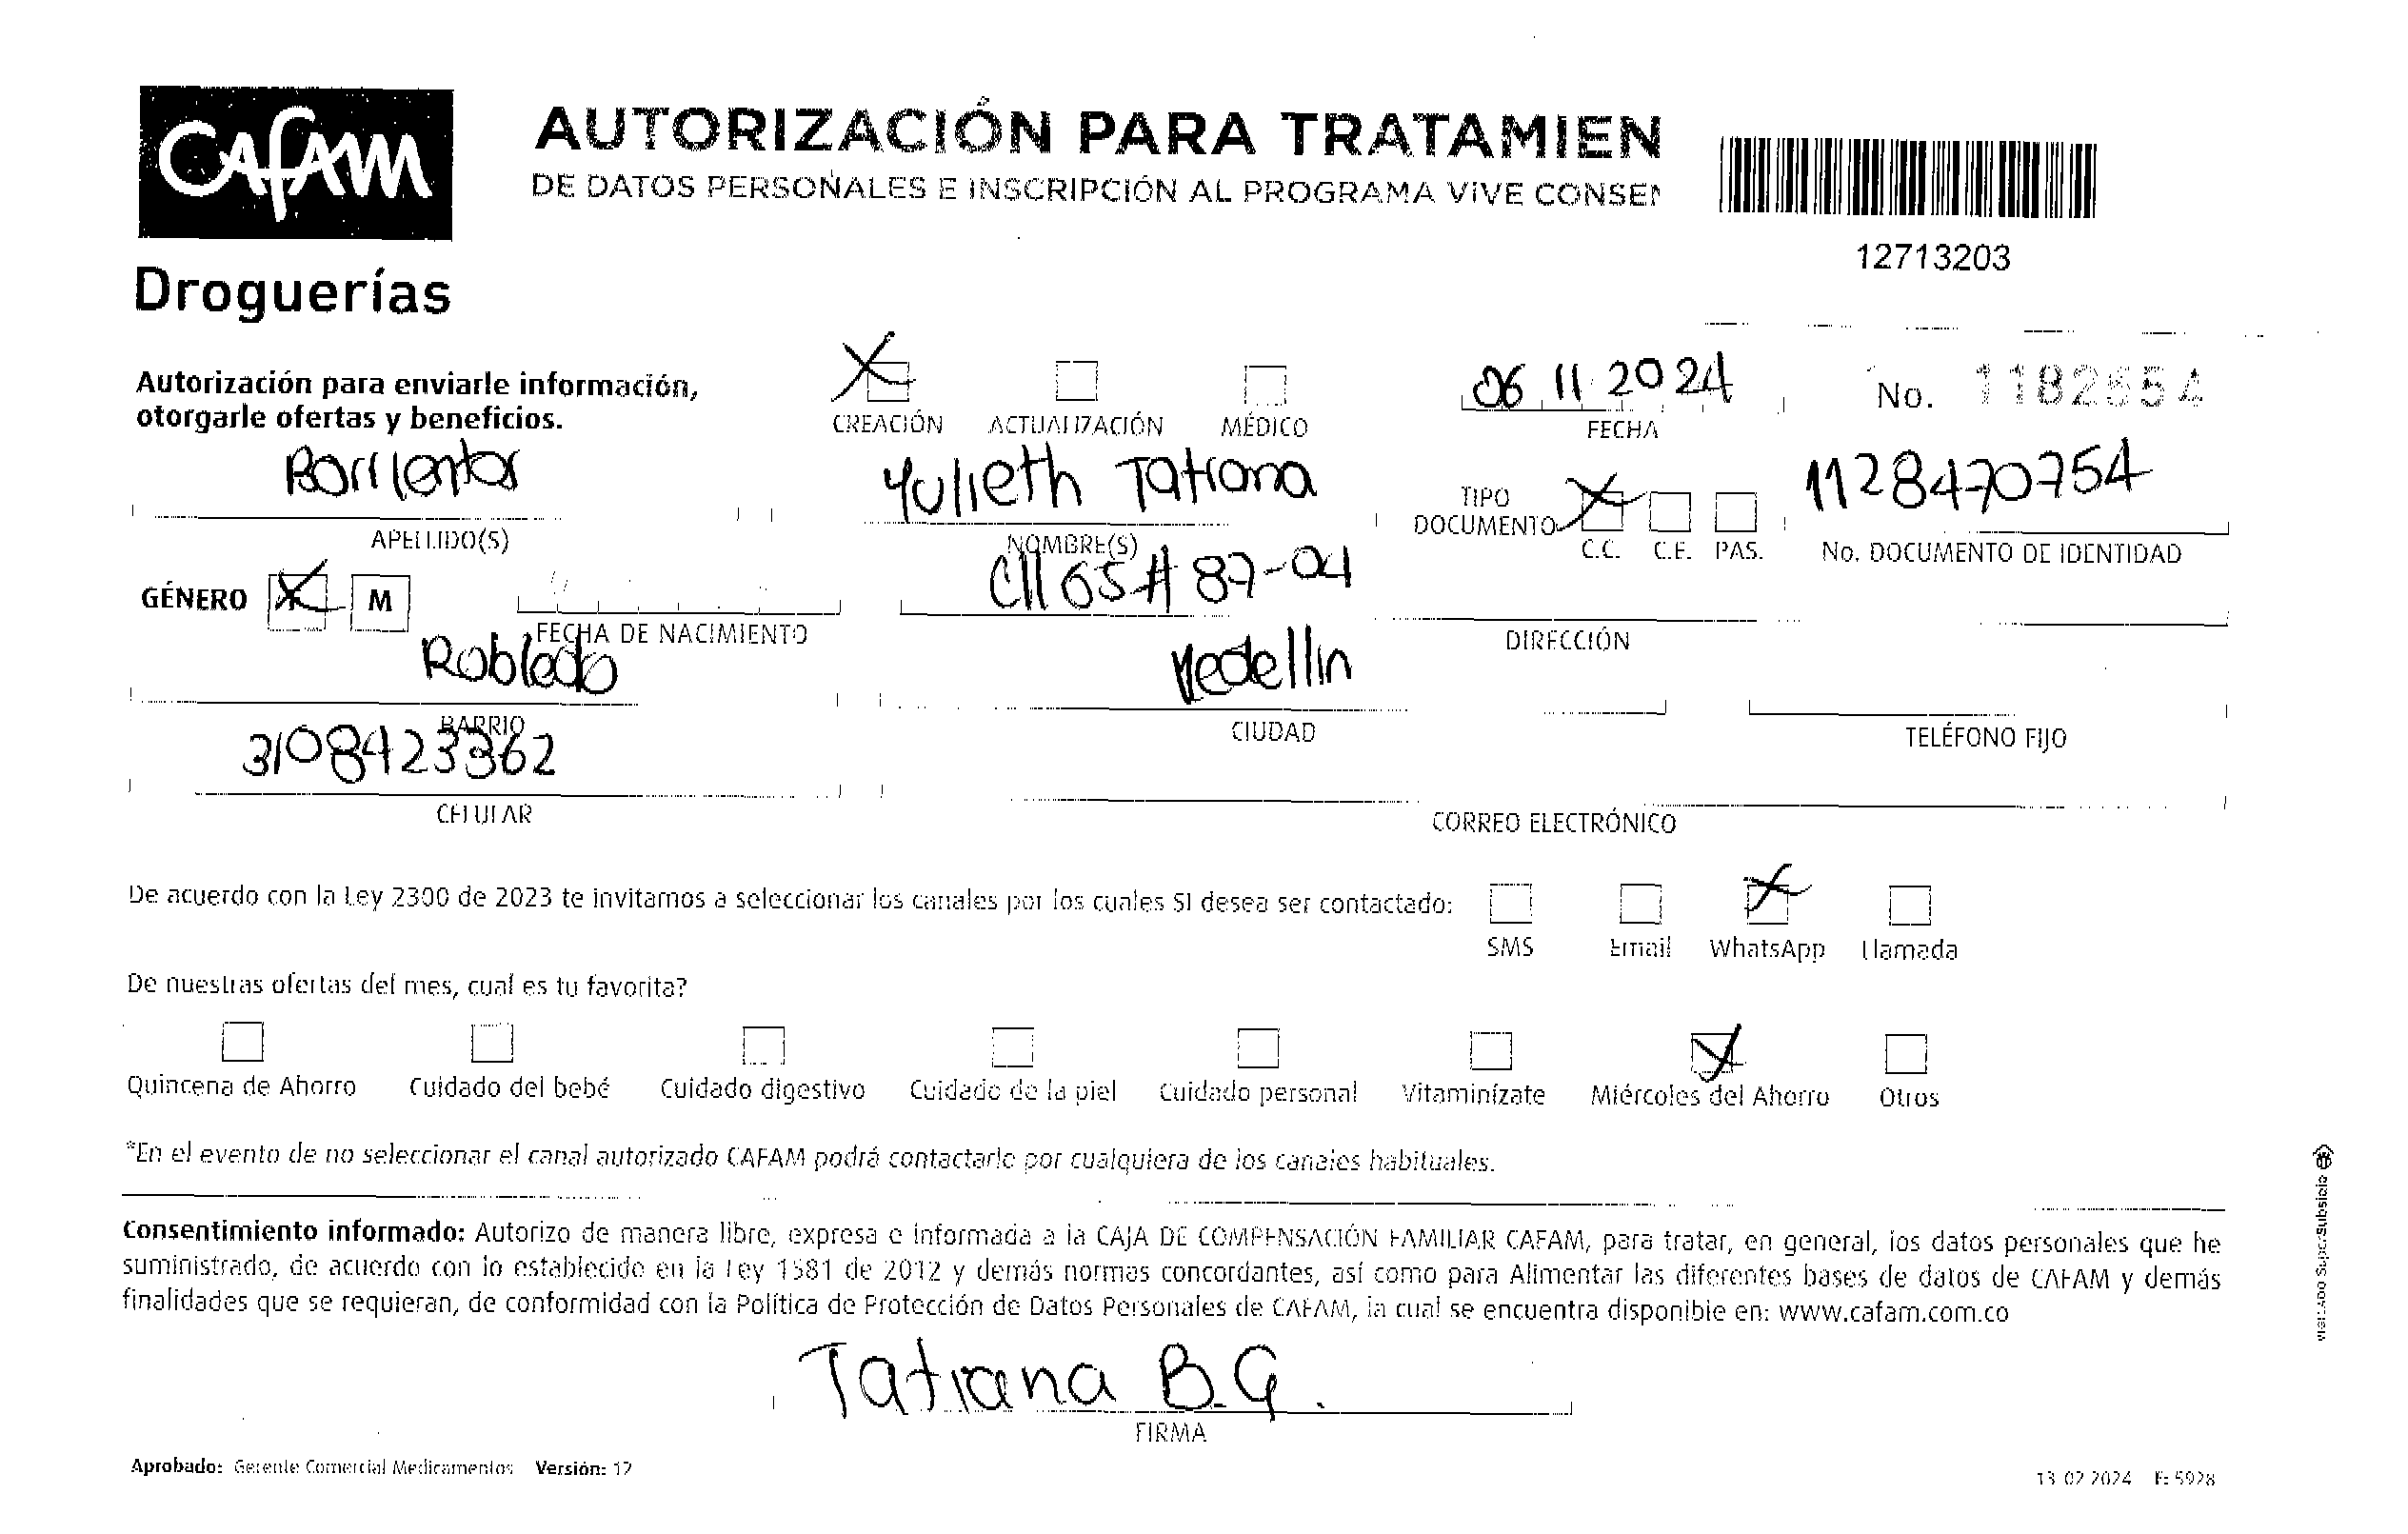 CAFAM
AUTORIZACIÓN PARA TRATAMIEN
DE DATOS PERSONALES E INSCRIPCIÓN AL PROGRAMA VIVE CONSEN
12713203
Droguerías
Autorización para enviarle información,
otorgarle ofertas y beneficios.
CREACIÓN ACTUALIZACIÓN MÉDICO
06 11 2024
FECHA
No. 1182654
Barrientos Yulieth Tatiana
TIPO DOCUMENTO C.C. C.E. PAS.
1128470754
APELLIDO(S) NOMBRE(S) No. DOCUMENTO DE IDENTIDAD
GÉNERO M
FECHA DE NACIMIENTO
Cll 65 # 87-04
DIRECCIÓN
Robledo Medellin
BARRIO CIUDAD TELÉFONO FIJO
3108423362
CELULAR CORREO ELECTRÓNICO
De acuerdo con la Ley 2300 de 2023 te invitamos a seleccionar los canales por los cuales SI desea ser contactado:
SMS Email WhatsApp Llamada
De nuestras ofertas del mes, cual es tu favorita?
Quincena de Ahorro Cuidado del bebé Cuidado digestivo Cuidado de la piel Cuidado personal Vitaminízate Miércoles del Ahorro Otros
*En el evento de no seleccionar el canal autorizado CAFAM podrá contactarlo por cualquiera de los canales habituales.
Consentimiento informado: Autorizo de manera libre, expresa e informada a la CAJA DE COMPENSACIÓN FAMILIAR CAFAM, para tratar, en general, los datos personales que he
suministrado, de acuerdo con lo establecido en la Ley 1581 de 2012 y demás normas concordantes, así como para Alimentar las diferentes bases de datos de CAFAM y demás
finalidades que se requieran, de conformidad con la Política de Protección de Datos Personales de CAFAM, la cual se encuentra disponible en: www.cafam.com.co
Tatiana B.G.
FIRMA
Aprobado: Gerente Comercial Medicamentos Versión: 12
13 02 2024 F: 5928
VIGILADO SuperSubsidio